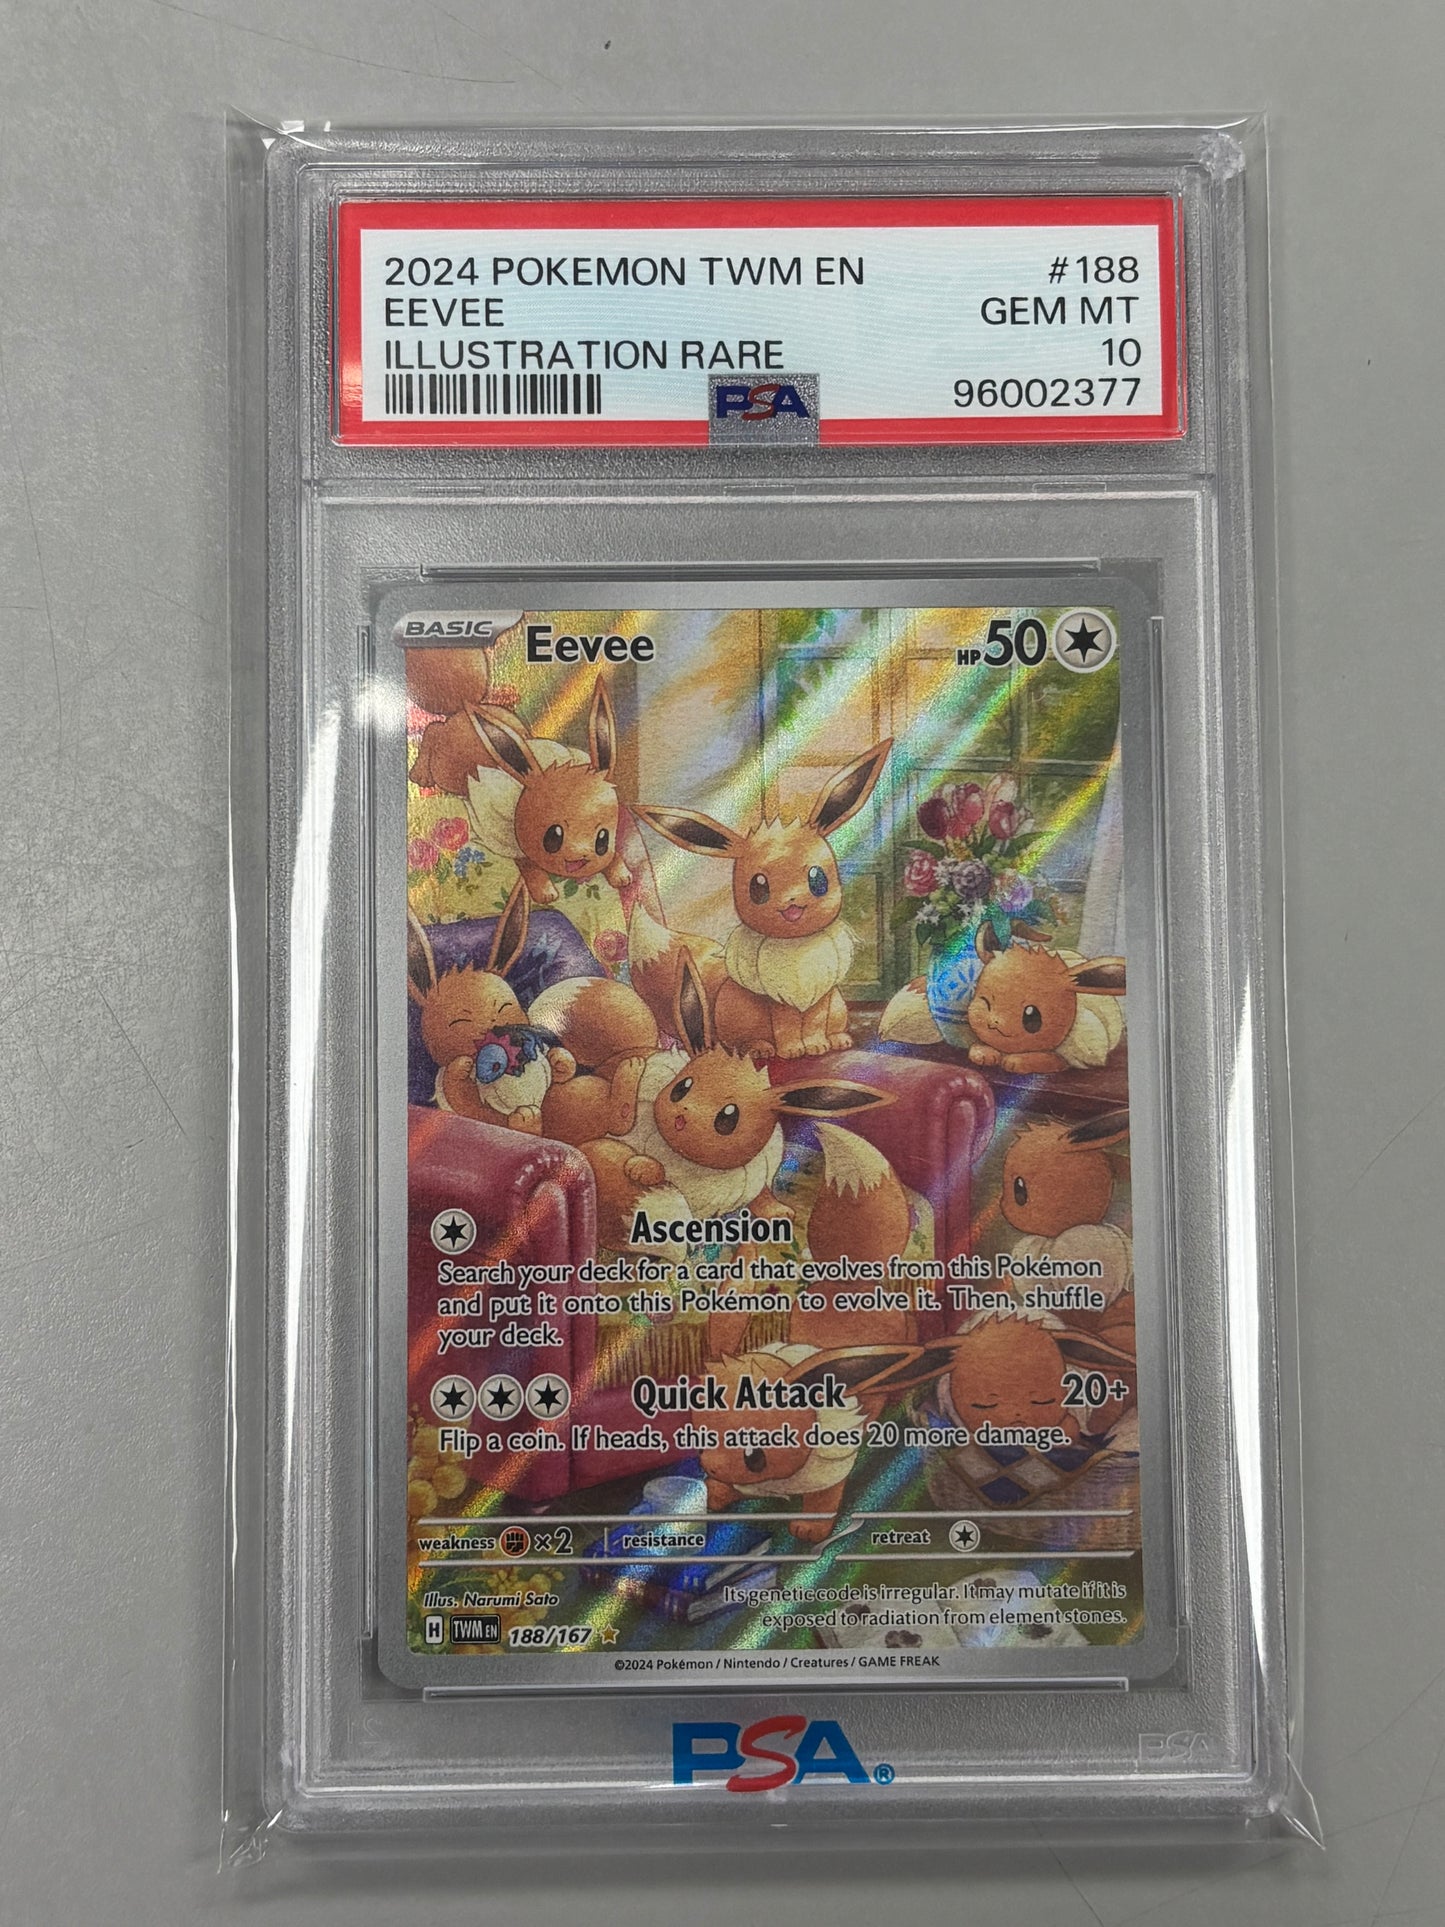 2024 POKEMON TWM EN #188
EEVEE GEM MT
ILLUSTRATION RARE 10
PSA 96002377
BASIC Eevee HP 50
Ascension
Search your deck for a card that evolves from this Pokémon
and put it onto this Pokémon to evolve it. Then, shuffle
your deck.
Quick Attack 20+
Flip a coin. If heads, this attack does 20 more damage.
weakness ×2 resistance retreat
Illus. Narumi Sato
Its genetic code is irregular. It may mutate if it is
exposed to radiation from element stones.
H TWM EN 188/167
©2024 Pokémon / Nintendo / Creatures / GAME FREAK
PSA®
PSA